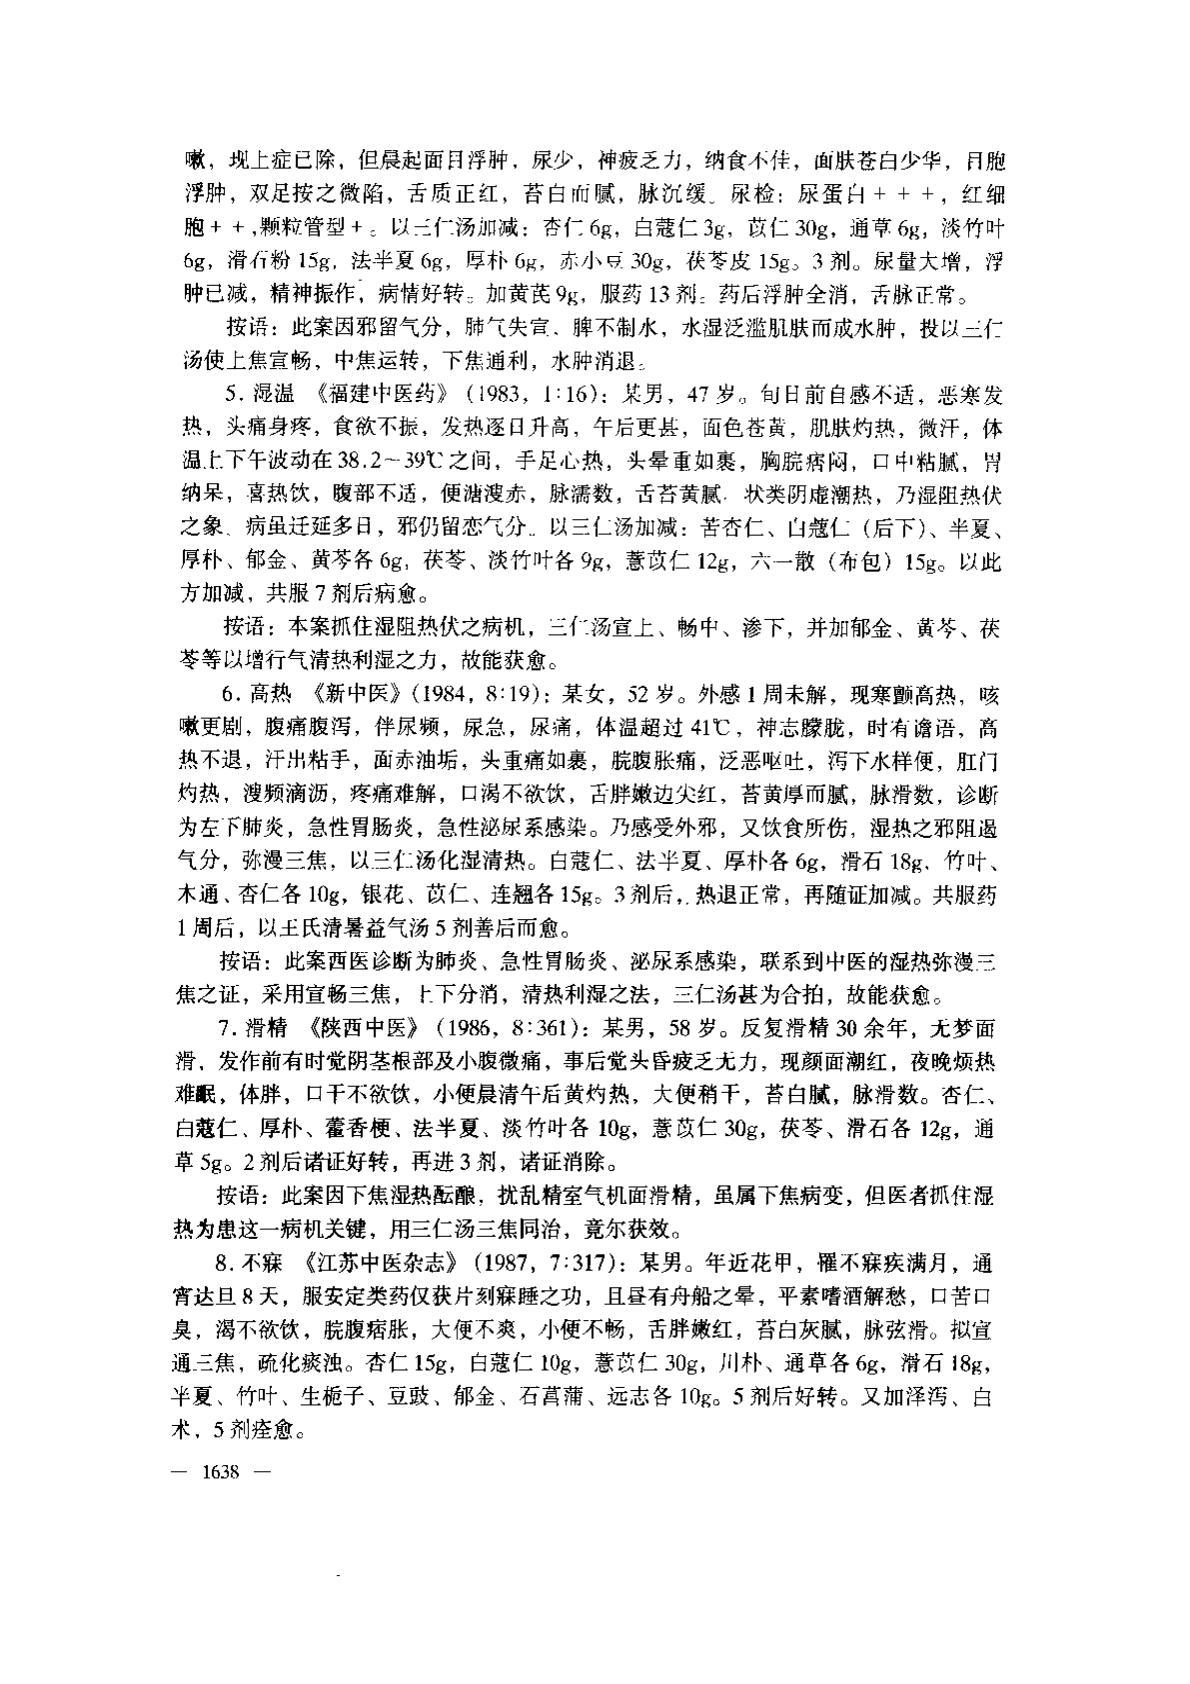 嗽，现上症已除，但晨起面目浮肿，尿少，神疲乏力，纳食不佳，面肤苍白少华，目胞
浮肿，双足按之微陷，舌质正红，苔白而腻，脉沉缓。尿检：尿蛋白＋＋＋，红细
胞＋＋,颗粒管型＋。以三仁汤加减：杏仁 6g，白蔻仁 3g，苡仁 30g，通草 6g，淡竹叶
6g，滑石粉 15g，法半夏 6g，厚朴 6g，赤小豆 30g，茯苓皮 15g。3 剂。尿量大增，浮
肿已减，精神振作，病情好转。加黄芪 9g，服药 13 剂。药后浮肿全消，舌脉正常。
按语：此案因邪留气分，肺气失宣、脾不制水，水湿泛滥肌肤而成水肿，投以三仁
汤使上焦宣畅，中焦运转，下焦通利，水肿消退。
5. 湿温 《福建中医药》(1983，1:16)：某男，47 岁。旬日前自感不适，恶寒发
热，头痛身疼，食欲不振，发热逐日升高，午后更甚，面色苍黄，肌肤灼热，微汗，体
温上下午波动在 38.2～39℃之间，手足心热，头晕重如裹，胸脘痞闷，口中粘腻，胃
纳呆，喜热饮，腹部不适，便溏溲赤，脉濡数，舌苔黄腻．状类阴虚潮热，乃湿阻热伏
之象．病虽迁延多日，邪仍留恋气分。以三仁汤加减：苦杏仁、白蔻仁（后下）、半夏、
厚朴、郁金、黄芩各 6g，茯苓、淡竹叶各 9g，薏苡仁 12g，六一散（布包）15g。以此
方加减，共服 7 剂后病愈。
按语：本案抓住湿阻热伏之病机，三仁汤宣上、畅中、渗下，并加郁金、黄芩、茯
苓等以增行气清热利湿之力，故能获愈。
6. 高热 《新中医》(1984，8:19)：某女，52 岁。外感 1 周未解，现寒颤高热，咳
嗽更剧，腹痛腹泻，伴尿频，尿急，尿痛，体温超过 41℃，神志朦胧，时有谵语，高
热不退，汗出粘手，面赤油垢，头重痛如裹，脘腹胀痛，泛恶呕吐，泻下水样便，肛门
灼热，溲频滴沥，疼痛难解，口渴不欲饮，舌胖嫩边尖红，苔黄厚而腻，脉滑数，诊断
为左下肺炎，急性胃肠炎，急性泌尿系感染。乃感受外邪，又饮食所伤，湿热之邪阻遏
气分，弥漫三焦，以三仁汤化湿清热。白蔻仁、法半夏、厚朴各 6g，滑石 18g．竹叶、
木通、杏仁各 10g，银花、苡仁、连翘各 15g。3 剂后，热退正常，再随证加减。共服药
1 周后，以王氏清暑益气汤 5 剂善后而愈。
按语：此案西医诊断为肺炎、急性胃肠炎、泌尿系感染，联系到中医的湿热弥漫三
焦之证，采用宣畅三焦，上下分消，清热利湿之法，三仁汤甚为合拍，故能获愈。
7. 滑精 《陕西中医》(1986，8:361)：某男，58 岁。反复滑精 30 余年，无梦而
滑，发作前有时觉阴茎根部及小腹微痛，事后觉头昏疲乏无力，现颜面潮红，夜晚烦热
难眠，体胖，口干不欲饮，小便晨清午后黄灼热，大便稍干，苔白腻，脉滑数。杏仁、
白蔻仁、厚朴、藿香梗、法半夏、淡竹叶各 10g，薏苡仁 30g，茯苓、滑石各 12g，通
草 5g。2 剂后诸证好转，再进 3 剂，诸证消除。
按语：此案因下焦湿热酝酿，扰乱精室气机而滑精，虽属下焦病变，但医者抓住湿
热为患这一病机关键，用三仁汤三焦同治，竟尔获效。
8. 不寐 《江苏中医杂志》(1987，7:317)：某男。年近花甲，罹不寐疾满月，通
宵达旦 8 天，服安定类药仅获片刻寐睡之功，且昼有舟船之晕，平素嗜酒解愁，口苦口
臭，渴不欲饮，脘腹痞胀，大便不爽，小便不畅，舌胖嫩红，苔白灰腻，脉弦滑。拟宣
通三焦，疏化痰浊。杏仁 15g，白蔻仁 10g，薏苡仁 30g，川朴、通草各 6g，滑石 18g，
半夏、竹叶、生栀子、豆豉、郁金、石菖蒲、远志各 10g。5 剂后好转。又加泽泻、白
术，5 剂痊愈。
— 1638 —